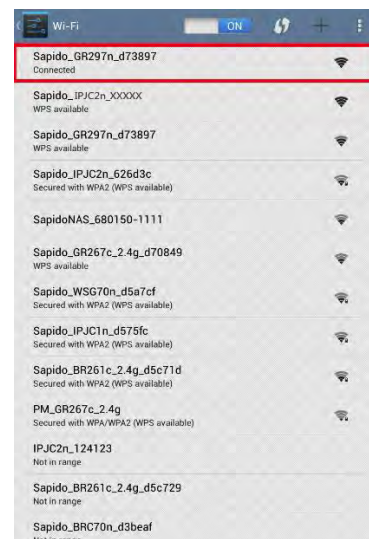 Wi-Fi ON
Sapido_GR297n_d73897
Connected
Sapido_IPJC2n_XXXXX
WPS available
Sapido_GR297n_d73897
WPS available
Sapido_IPJC2n_626d3c
Secured with WPA2 (WPS available)
SapidoNAS_680150-1111
Sapido_GR267c_2.4g_d70849
WPS available
Sapido_WSG70n_d5a7cf
Secured with WPA2 (WPS available)
Sapido_IPJC1n_d575fc
Secured with WPA2 (WPS available)
Sapido_BR261c_2.4g_d5c71d
Secured with WPA2 (WPS available)
PM_GR267c_2.4g
Secured with WPA/WPA2 (WPS available)
IPJC2n_124123
Not in range
Sapido_BR261c_2.4g_d5c729
Not in range
Sapido_BRC70n_d3beaf